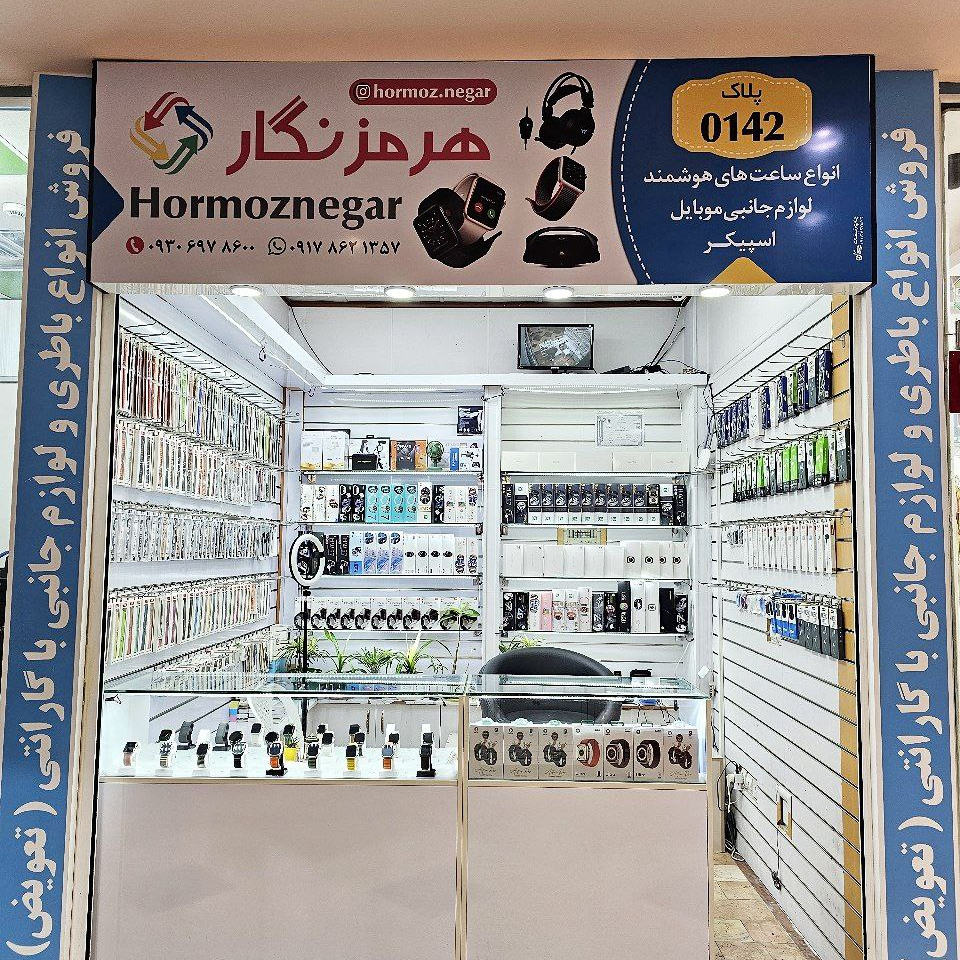 hormoz.negar
هرمزنگار
Hormoznegar
۰۹۳۰ ۶۹۷ ۸۶۰۰
۰۹۱۷ ۸۶۲ ۱۳۵۷
پلاک
0142
انواع ساعت های هوشمند
لوازم جانبی موبایل
اسپیکر
فروش انواع باطری و لوازم جانبی با گارانتی ( تعویض )
فروش انواع باطری و لوازم جانبی با گارانتی ( تعویض